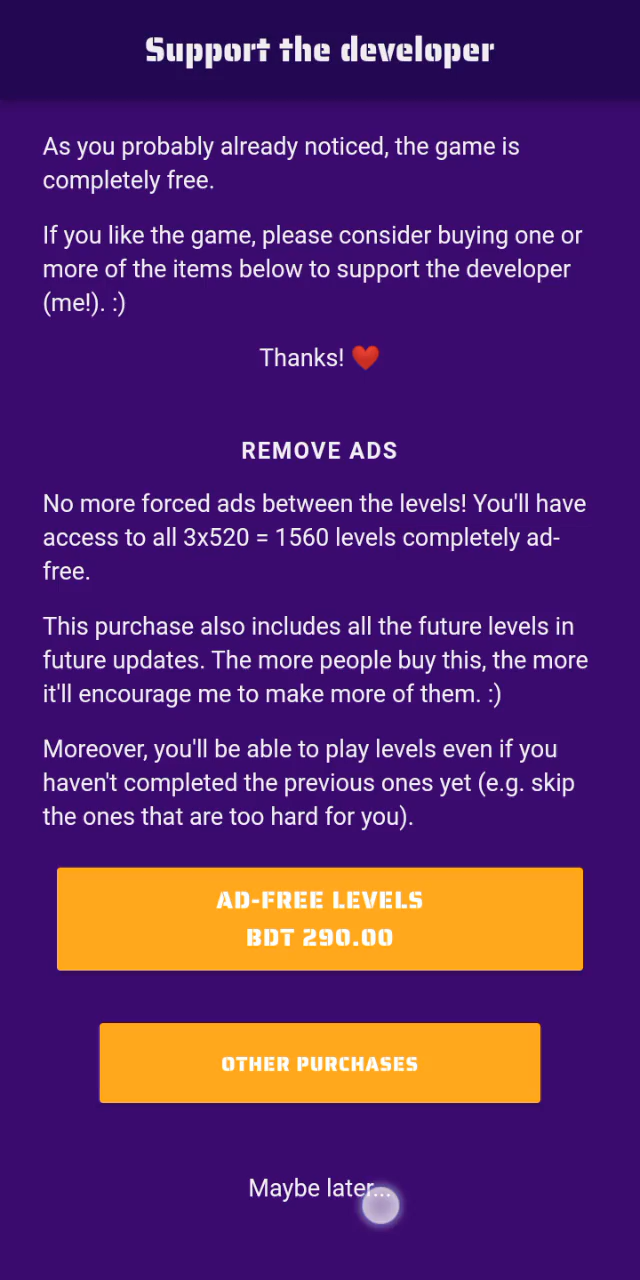 Support the developer
As you probably already noticed, the game is
completely free.
If you like the game, please consider buying one or
more of the items below to support the developer
(me!). :)
Thanks! ❤️
REMOVE ADS
No more forced ads between the levels! You'll have
access to all 3x520 = 1560 levels completely ad-
free.
This purchase also includes all the future levels in
future updates. The more people buy this, the more
it'll encourage me to make more of them. :)
Moreover, you'll be able to play levels even if you
haven't completed the previous ones yet (e.g. skip
the ones that are too hard for you).
AD-FREE LEVELS
BDT 290.00
OTHER PURCHASES
Maybe later...